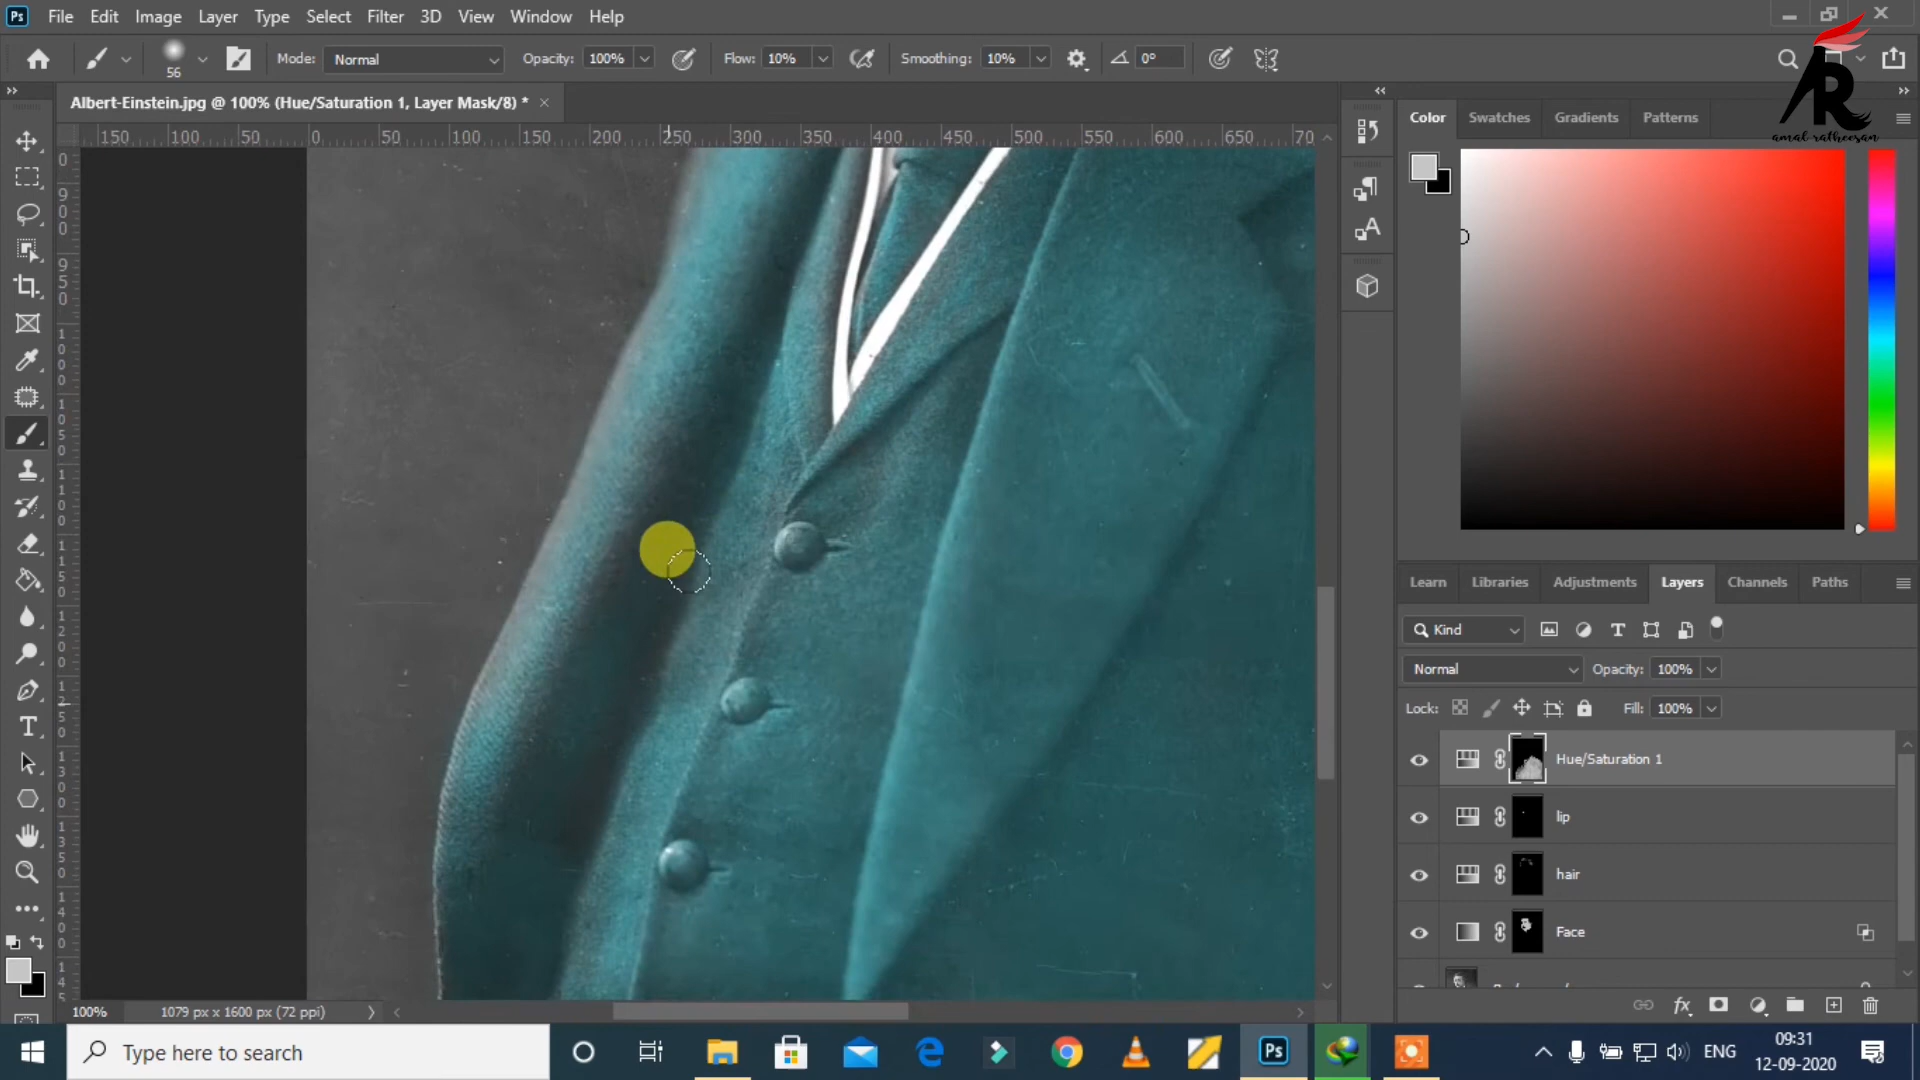 Ps File Edit Image Layer Type Select Filter 3D View Window Help
56 Mode: Normal Opacity: 100% Flow: 10% Smoothing: 10% 0°
AR
amal ratheesan
Albert-Einstein.jpg @ 100% (Hue/Saturation 1, Layer Mask/8) *
150 100 50 0 50 100 150 200 250 300 350 400 450 500 550 600 650 70
Color Swatches Gradients Patterns
Learn Libraries Adjustments Layers Channels Paths
Kind
Normal Opacity: 100%
Lock: Fill: 100%
Hue/Saturation 1
lip
hair
Face
100% 1079 px x 1600 px (72 ppi)
Type here to search
Ps
ENG
09:31
12-09-2020